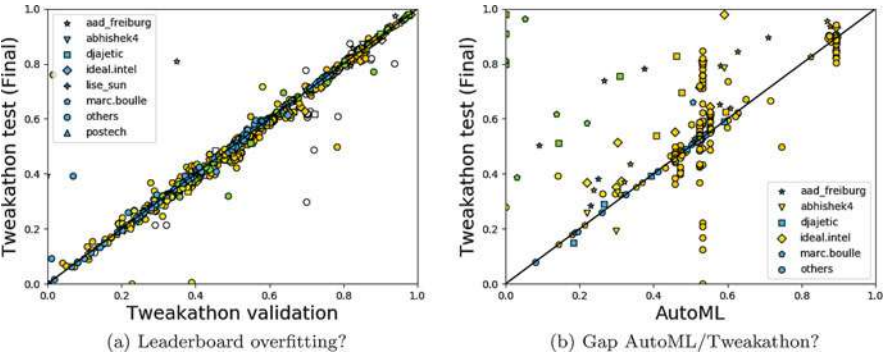 1.0
0.8
0.6
0.4
0.2
0.0
Tweakathon test (Final)
aad_freiburg
abhishek4
djajetic
ideal.intel
lise_sun
marc.boulle
others
postech
0.0 0.2 0.4 0.6 0.8 1.0
Tweakathon validation
(a) Leaderboard overfitting?
1.0
0.8
0.6
0.4
0.2
0.0
Tweakathon test (Final)
aad_freiburg
abhishek4
djajetic
ideal.intel
marc.boulle
others
0.0 0.2 0.4 0.6 0.8 1.0
AutoML
(b) Gap AutoML/Tweakathon?